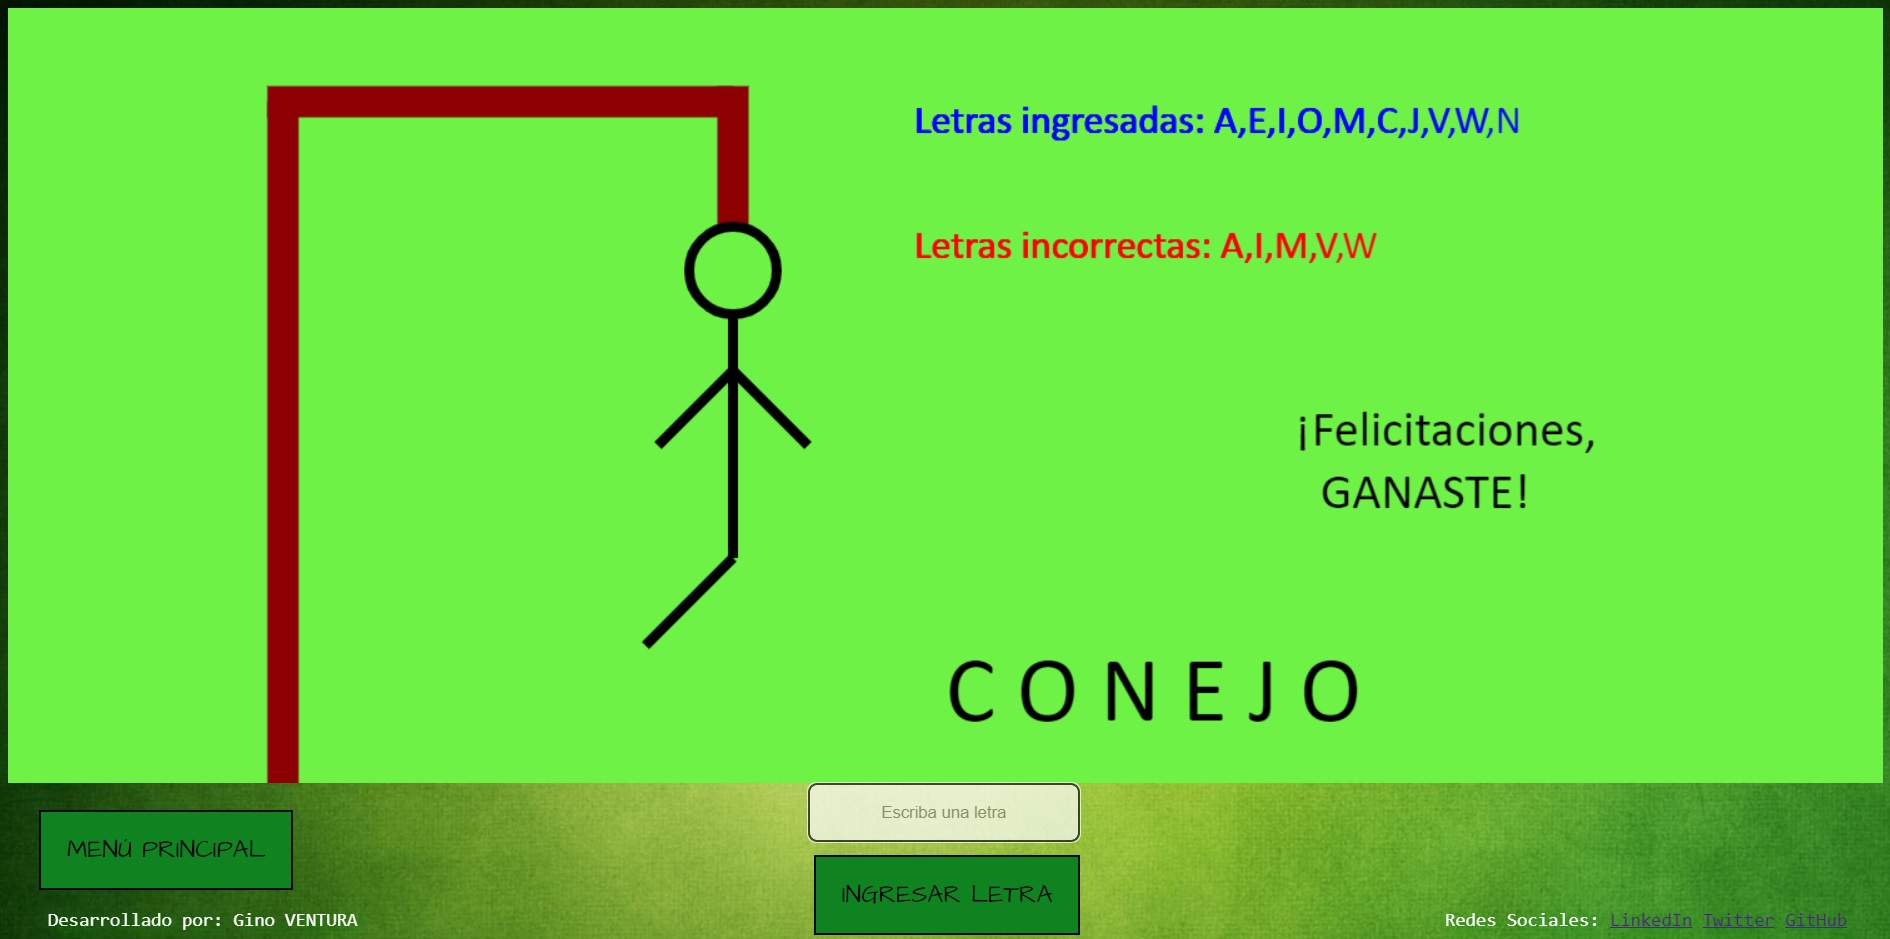 Letras ingresadas: A,E,I,O,M,C,J,V,W,N
Letras incorrectas: A,I,M,V,W
¡Felicitaciones,
GANASTE!
C O N E J O
Escriba una letra
MENÚ PRINCIPAL
INGRESAR LETRA
Desarrollado por: Gino VENTURA
Redes Sociales: LinkedIn Twitter GitHub